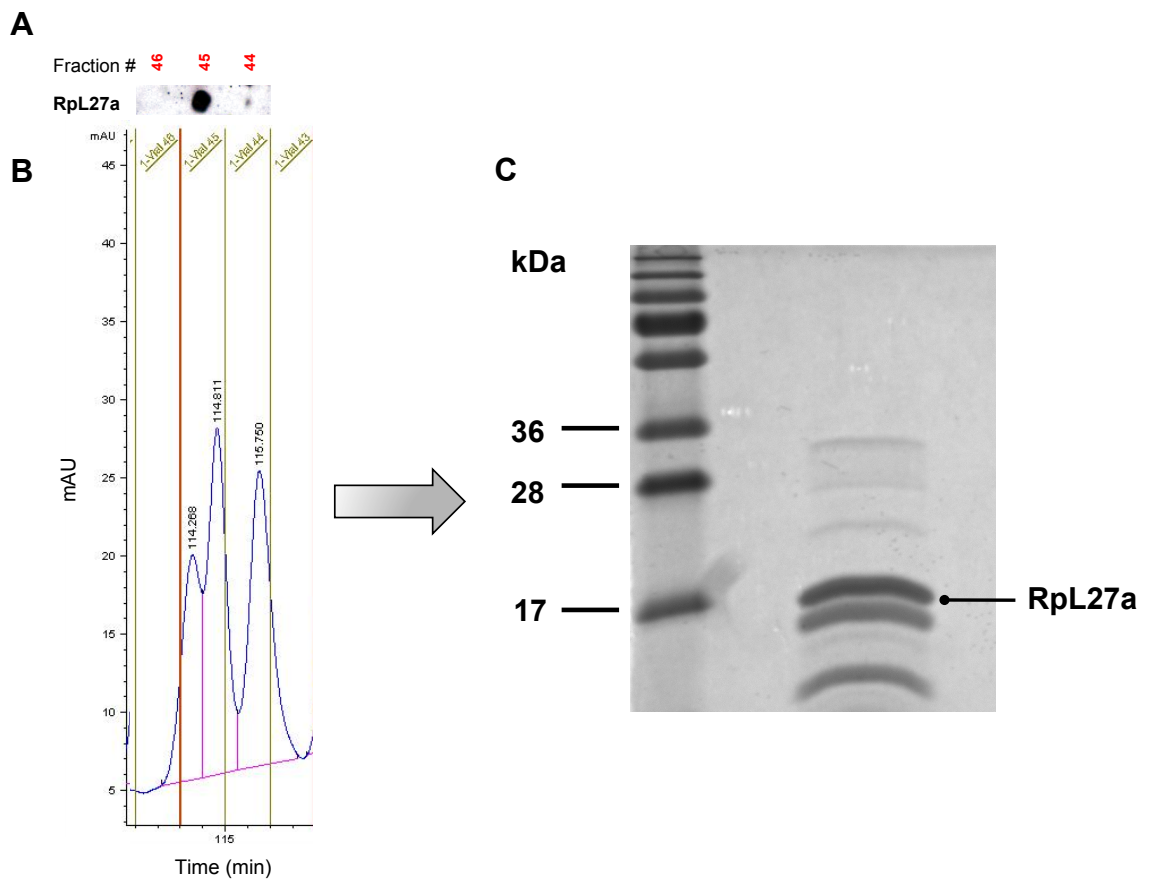 A
Fraction # 46 45 44
RpL27a
B
mAU
1-Vial 46 1-Vial 45 1-Vial 44 1-Vial 43
45
40
35
30
25
20
15
10
5
mAU
114.268
114.811
115.750
115
Time (min)
C
kDa
36
28
17
RpL27a